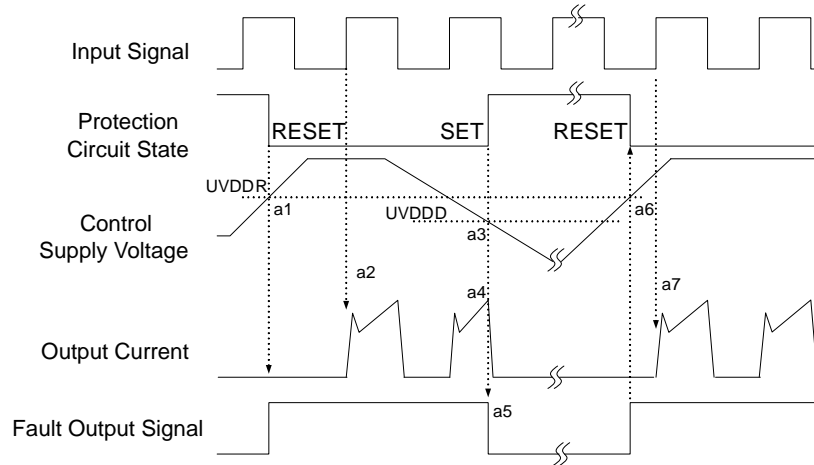 Input Signal
Protection
Circuit State
RESET
SET
RESET
UVDDR
a1
UVDDD
a3
a6
Control
Supply Voltage
a2
a4
a7
Output Current
a5
Fault Output Signal